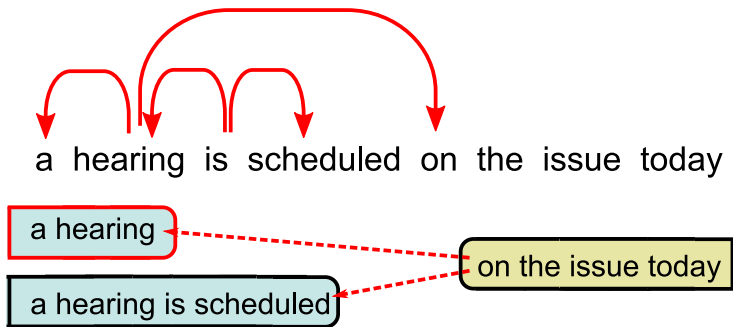 a hearing is scheduled on the issue today
a hearing
on the issue today
a hearing is scheduled